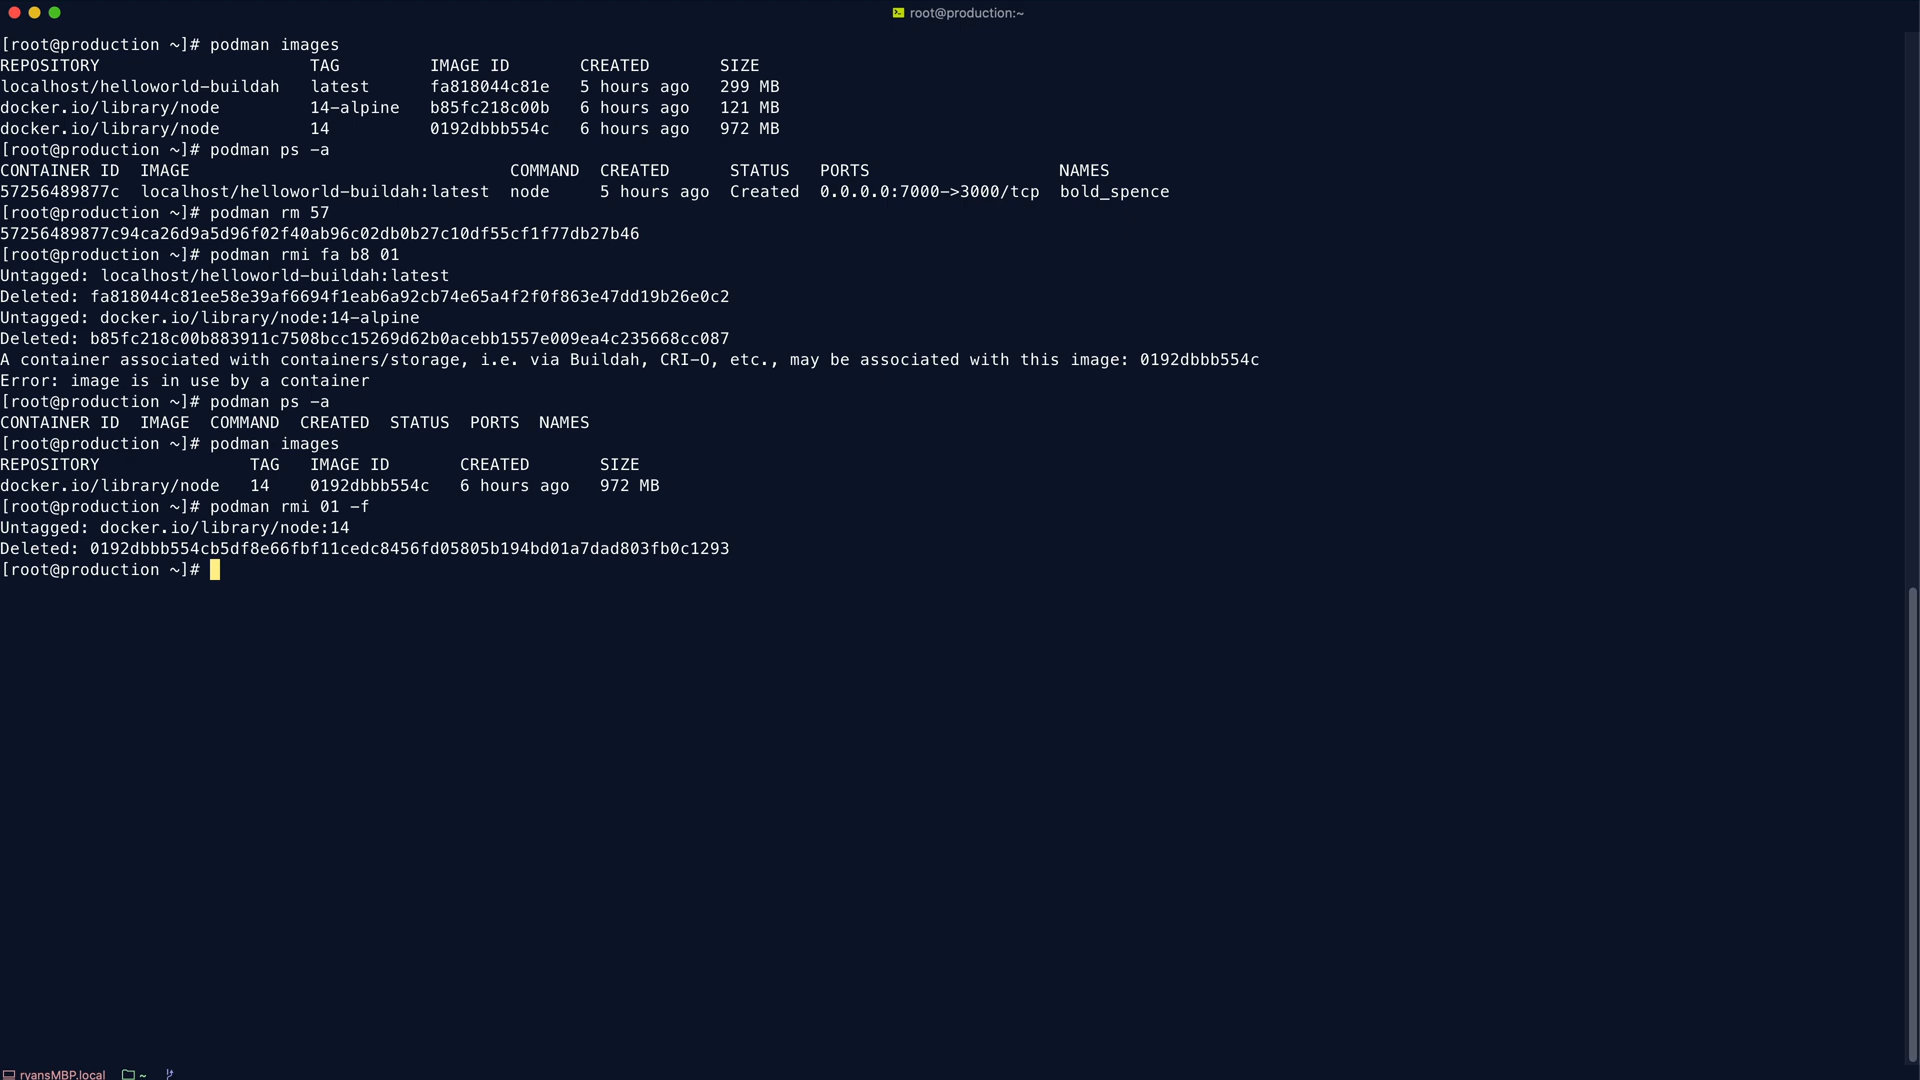 root@production:~
[root@production ~]# podman images
REPOSITORY TAG IMAGE ID CREATED SIZE
localhost/helloworld-buildah latest fa818044c81e 5 hours ago 299 MB
docker.io/library/node 14-alpine b85fc218c00b 6 hours ago 121 MB
docker.io/library/node 14 0192dbbb554c 6 hours ago 972 MB
[root@production ~]# podman ps -a
CONTAINER ID IMAGE COMMAND CREATED STATUS PORTS NAMES
57256489877c localhost/helloworld-buildah:latest node 5 hours ago Created 0.0.0.0:7000->3000/tcp bold_spence
[root@production ~]# podman rm 57
57256489877c94ca26d9a5d96f02f40ab96c02db0b27c10df55cf1f77db27b46
[root@production ~]# podman rmi fa b8 01
Untagged: localhost/helloworld-buildah:latest
Deleted: fa818044c81ee58e39af6694f1eab6a92cb74e65a4f2f0f863e47dd19b26e0c2
Untagged: docker.io/library/node:14-alpine
Deleted: b85fc218c00b883911c7508bcc15269d62b0acebb1557e009ea4c235668cc087
A container associated with containers/storage, i.e. via Buildah, CRI-O, etc., may be associated with this image: 0192dbbb554c
Error: image is in use by a container
[root@production ~]# podman ps -a
CONTAINER ID IMAGE COMMAND CREATED STATUS PORTS NAMES
[root@production ~]# podman images
REPOSITORY TAG IMAGE ID CREATED SIZE
docker.io/library/node 14 0192dbbb554c 6 hours ago 972 MB
[root@production ~]# podman rmi 01 -f
Untagged: docker.io/library/node:14
Deleted: 0192dbbb554cb5df8e66fbf11cedc8456fd05805b194bd01a7dad803fb0c1293
[root@production ~]#
ryansMBP.local ~